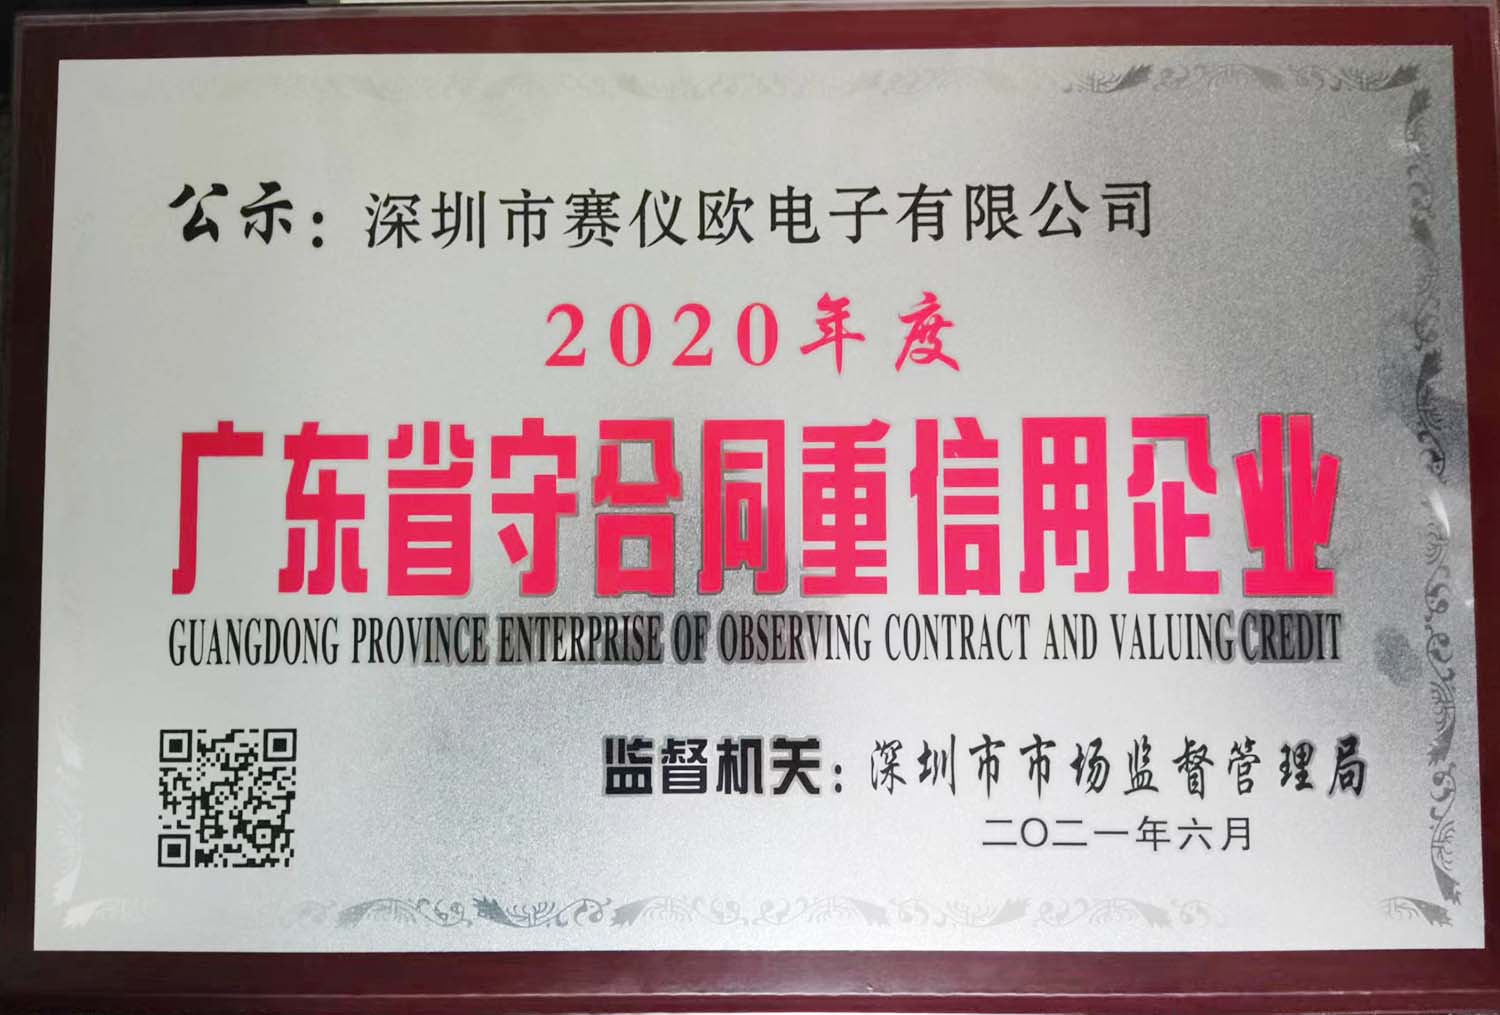 公示：深圳市赛仪欧电子有限公司
2020年度
广东省守合同重信用企业
GUANGDONG PROVINCE ENTERPRISE OF OBSERVING CONTRACT AND VALUING CREDIT
监督机关：深圳市市场监督管理局
二〇二一年六月